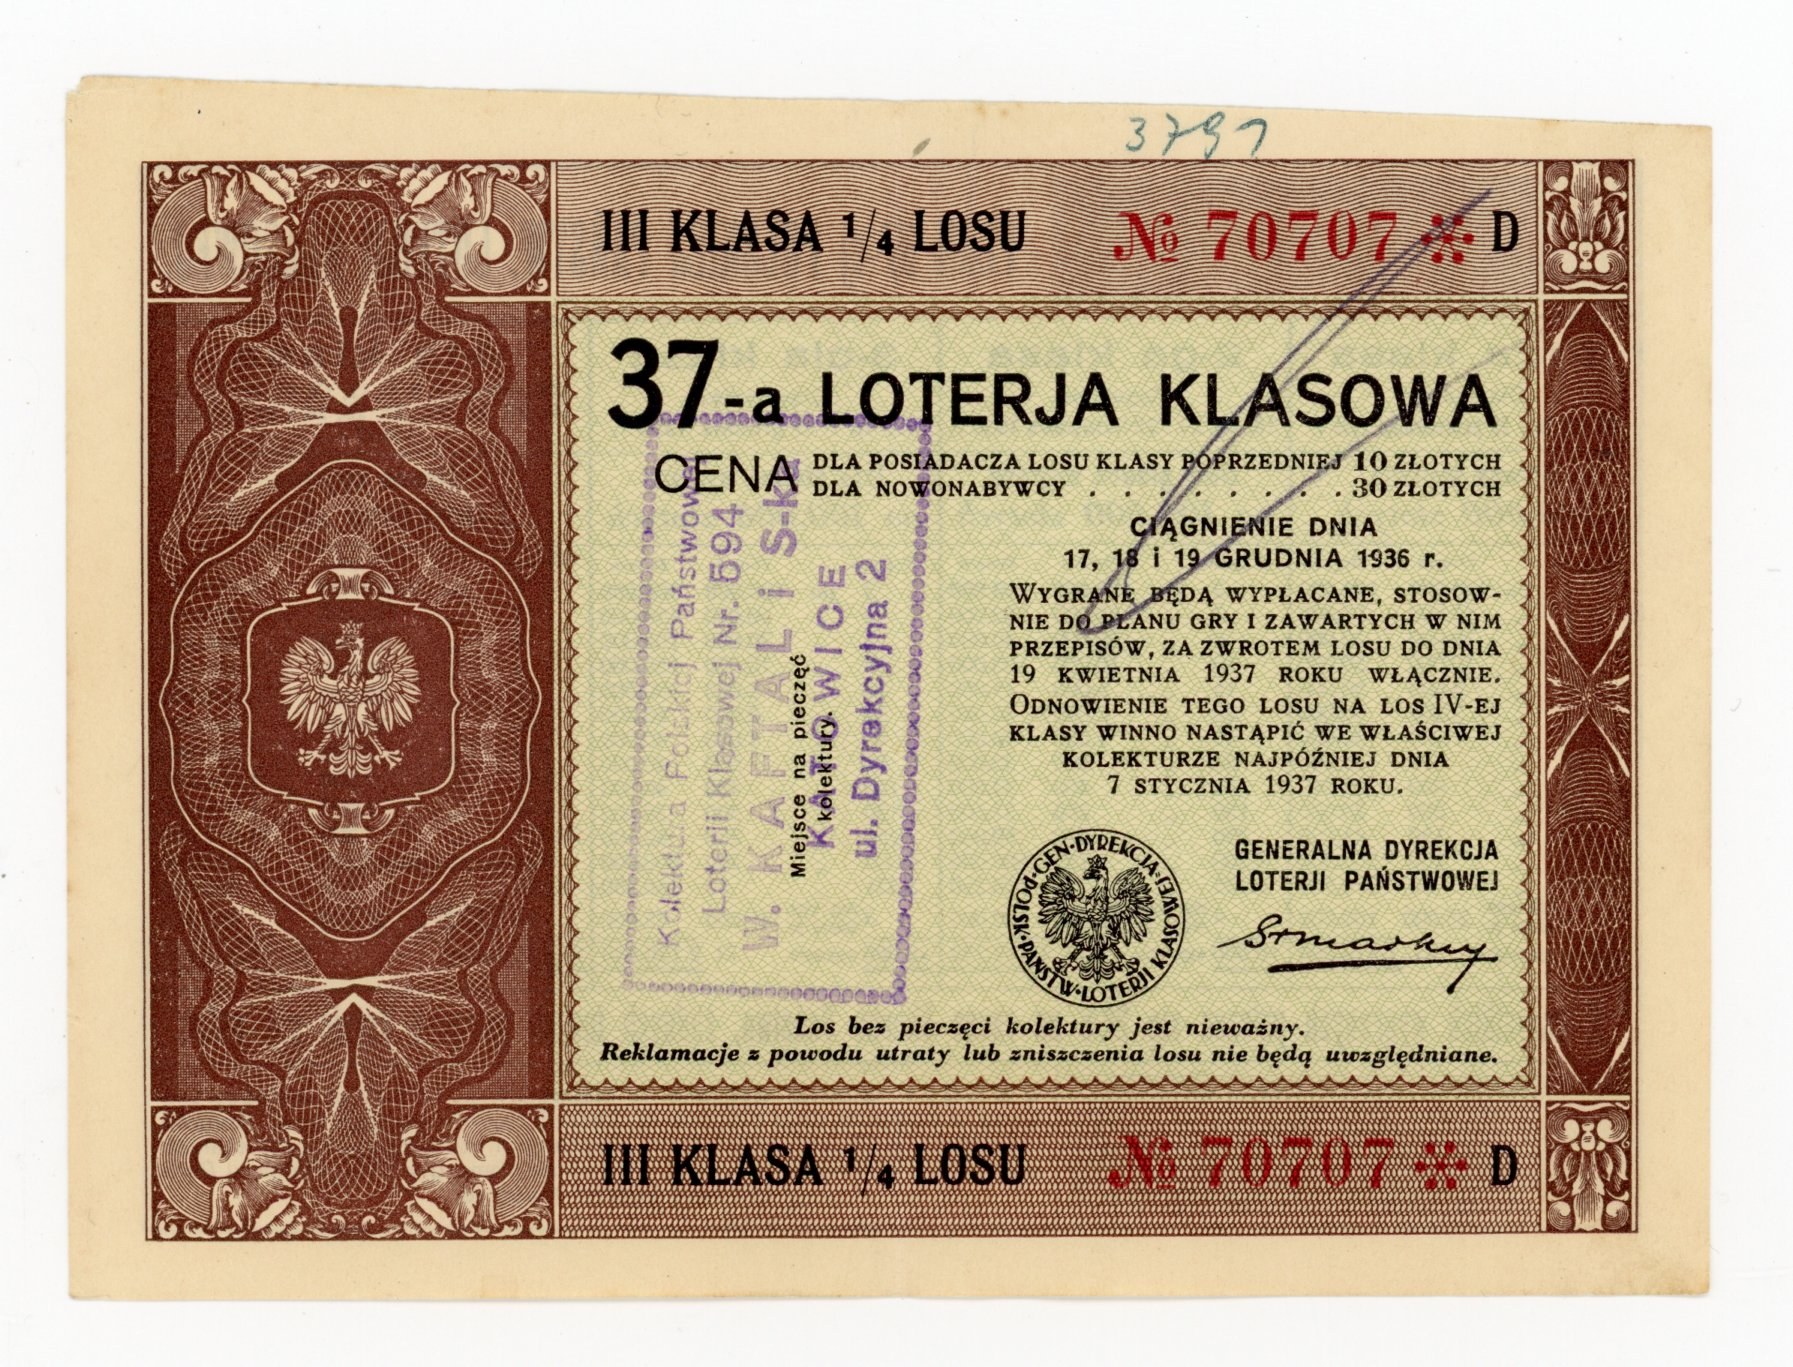 3791
III KLASA 1/4 LOSU № 70707 D
37-a LOTERJA KLASOWA
CENA DLA POSIADACZA LOSU KLASY POPRZEDNIEJ 10 ZŁOTYCH
DLA NOWONABYWCY . . . . . . . . 30 ZŁOTYCH
CIĄGNIENIE DNIA
17, 18 i 19 GRUDNIA 1936 r.
WYGRANE BĘDĄ WYPŁACANE, STOSOW-
NIE DO PLANU GRY I ZAWARTYCH W NIM
PRZEPISÓW, ZA ZWROTEM LOSU DO DNIA
19 KWIETNIA 1937 ROKU WŁĄCZNIE.
ODNOWIENIE TEGO LOSU NA LOS IV-EJ
KLASY WINNO NASTĄPIĆ WE WŁAŚCIWEJ
KOLEKTURZE NAJPÓŹNIEJ DNIA
7 STYCZNIA 1937 ROKU.
Kolektura Polskiej Państwowej
Loterii Klasowej Nr. 594
W. KAFTAL i S-ka
KATOWICE
ul. Dyrekcyjna 2
Miejsce na pieczęć
kolektury.
POLSK·PAŃSTW·LOTERJI KLASOWEJ·GEN·DYREKCJA
GENERALNA DYREKCJA
LOTERJI PAŃSTWOWEJ
Los bez pieczęci kolektury jest nieważny.
Reklamacje z powodu utraty lub zniszczenia losu nie będą uwzględniane.
III KLASA 1/4 LOSU № 70707 D